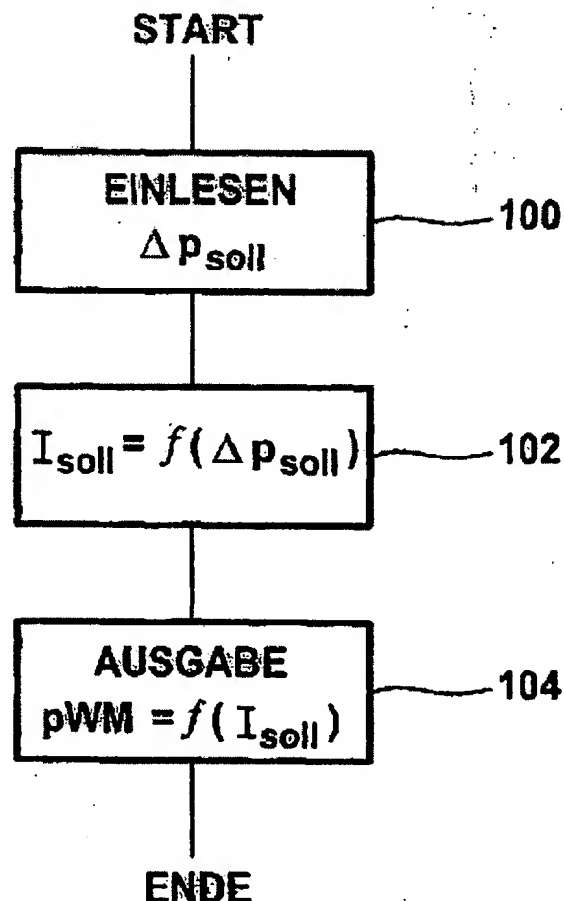 START
EINLESEN
Δ p_soll
100
I_soll = f(Δ p_soll)
102
AUSGABE
pWM = f(I_soll)
104
ENDE